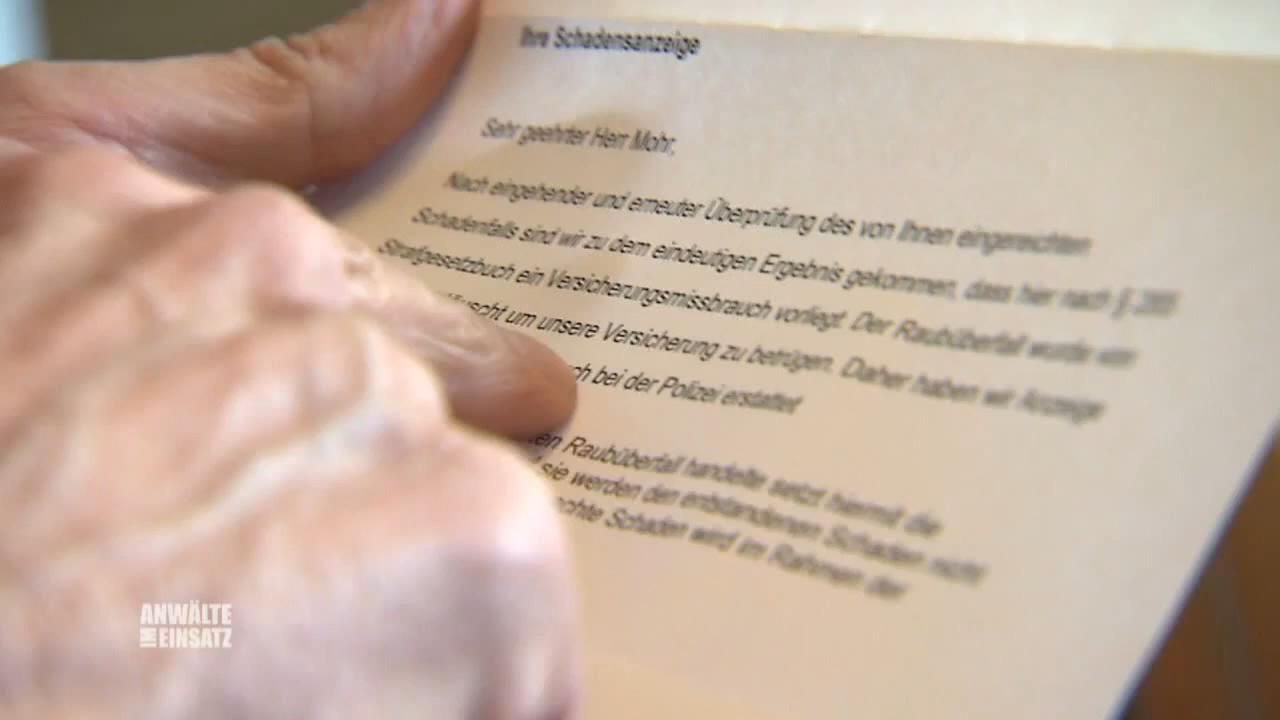 Ihre Schadensanzeige
Sehr geehrter Herr Mohr,
Nach eingehender und erneuter Überprüfung des von Ihnen eingereichten
Schadenfalls sind wir zu dem eindeutigen Ergebnis gekommen, dass hier nach §
Strafgesetzbuch ein Versicherungsmissbrauch vorliegt. Der Raubüberfall wurde von
um unsere Versicherung zu betrügen. Daher haben wir Anzeige
bei der Polizei erstattet
Raubüberfall handelte setzt hiermit die
sie werden den entstandenen Schaden nicht
Schaden wird im Rahmen der
ANWÄLTE
IM EINSATZ